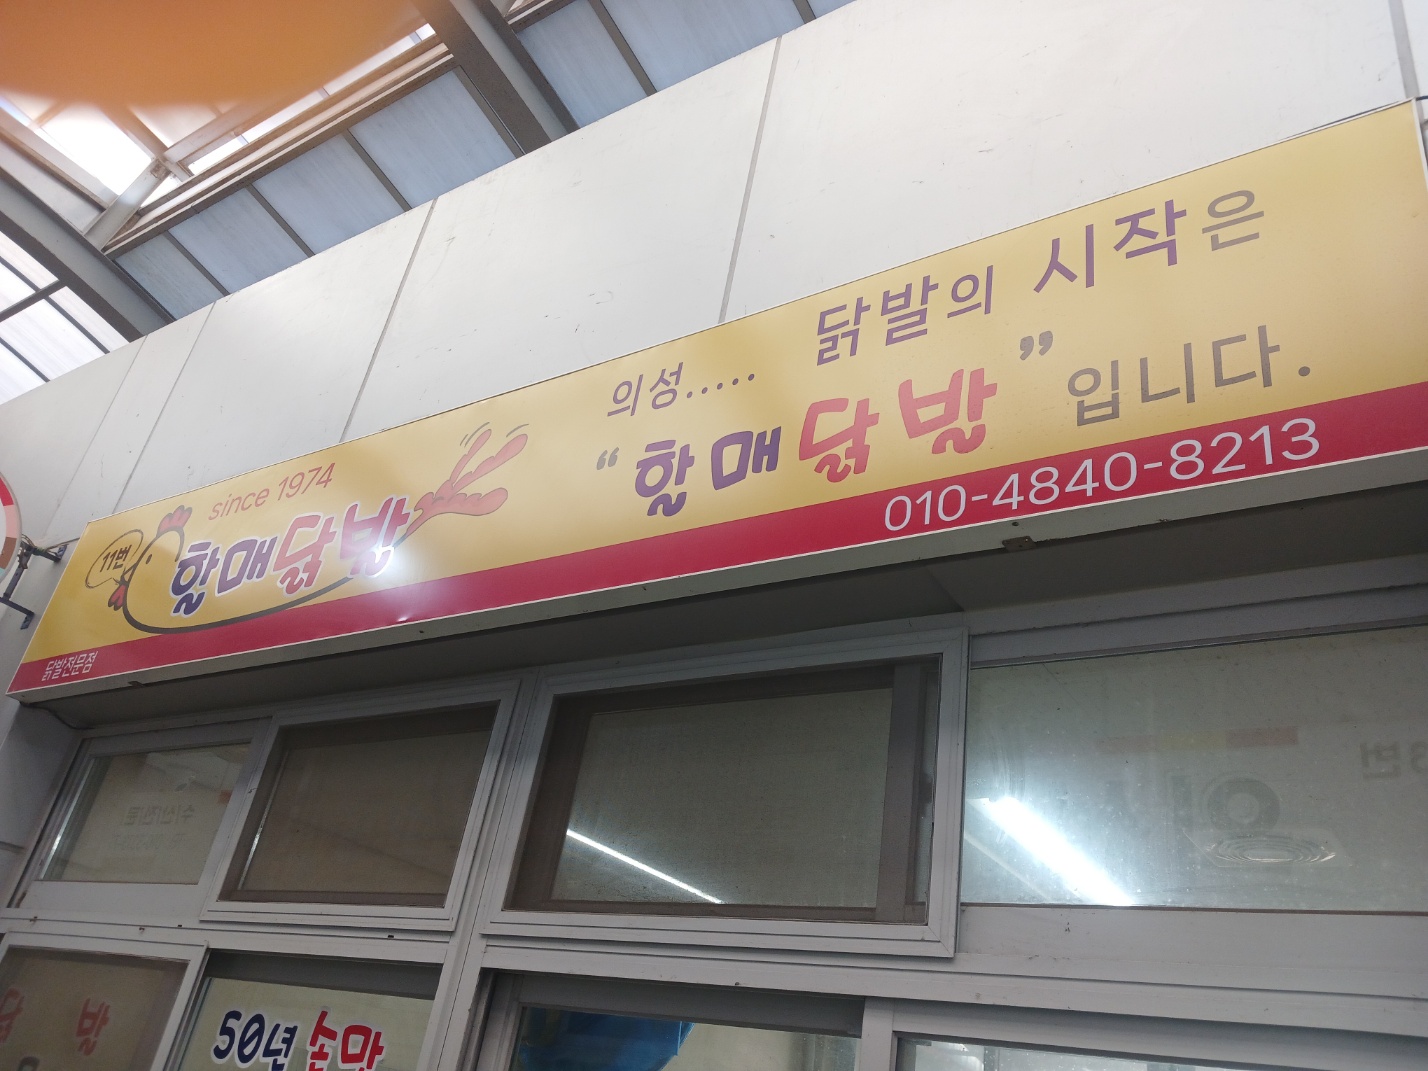 11번
since 1974
할매닭발
닭발전문점
의성..... 닭발의 시작은
“할매닭발” 입니다.
010-4840-8213
50년 손맛
닭 발